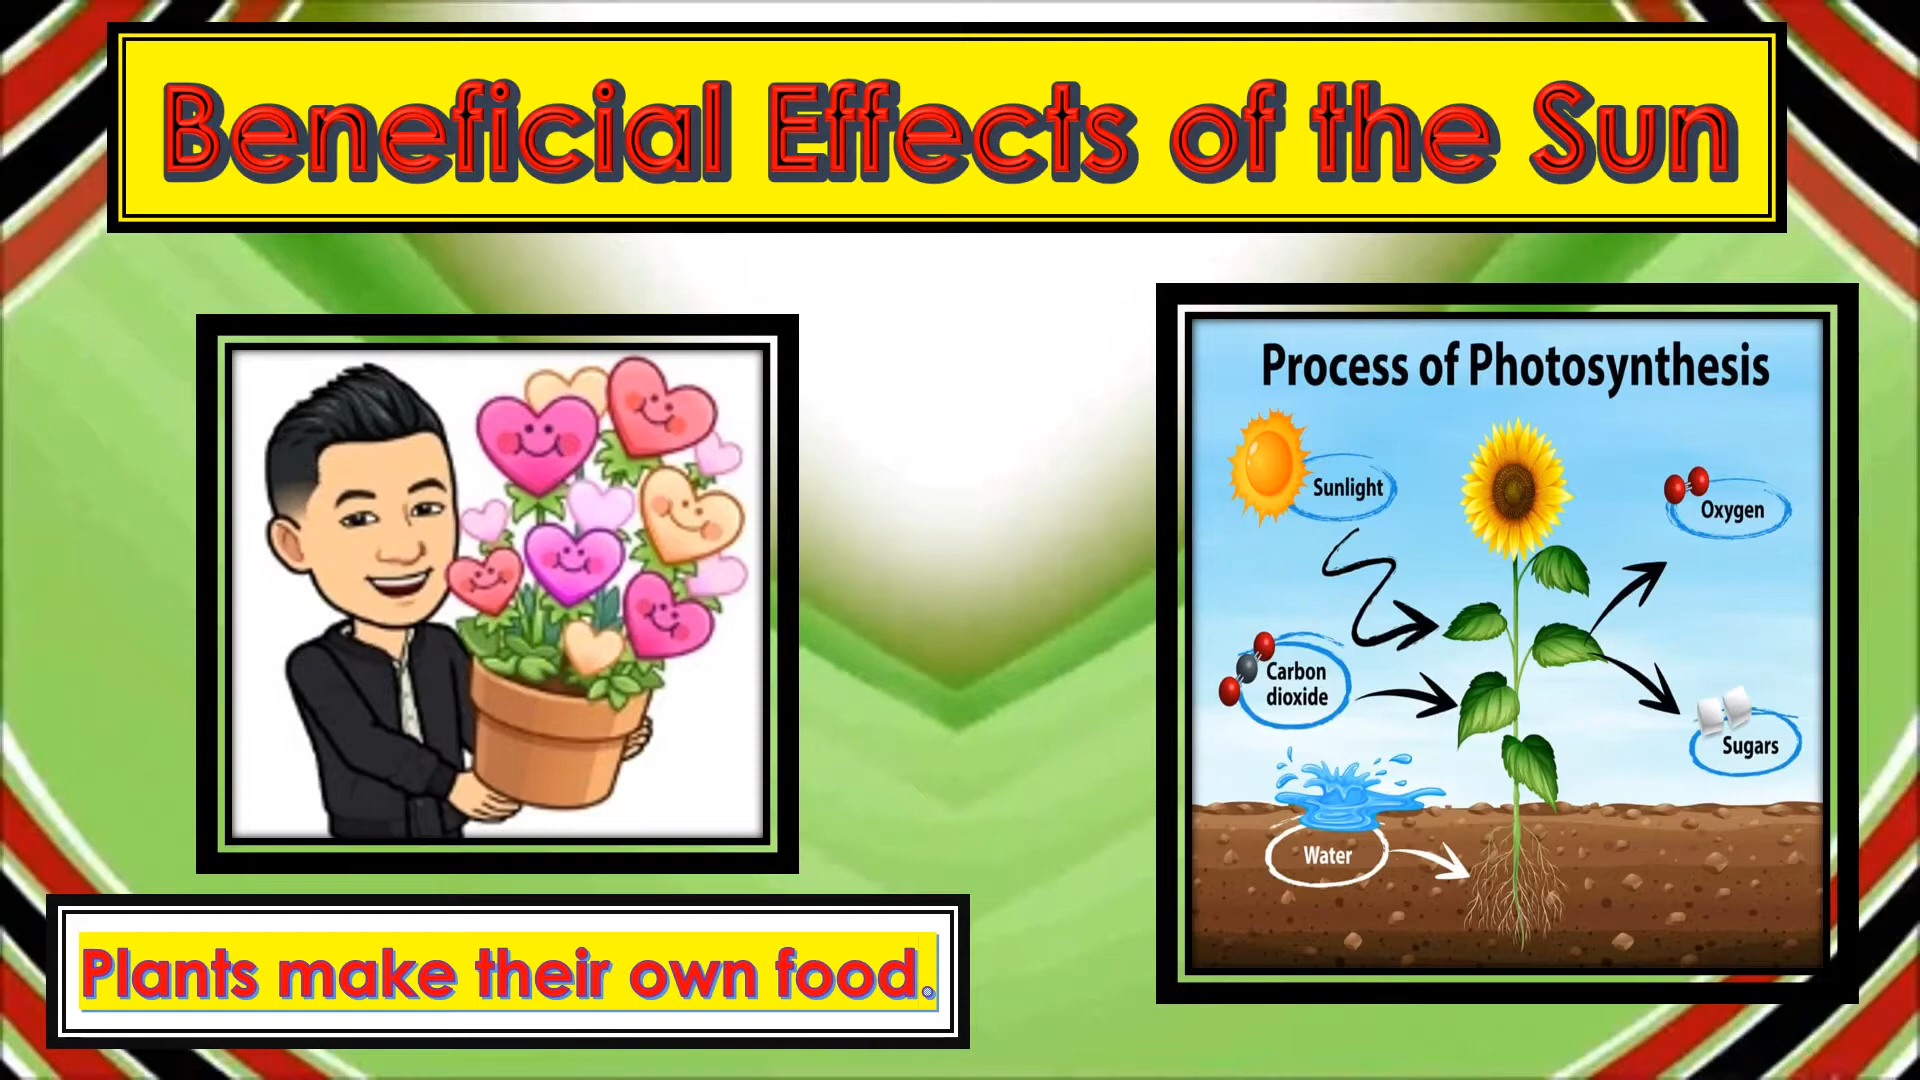 Beneficial Effects of the Sun
Process of Photosynthesis
Sunlight
Oxygen
Carbon
dioxide
Sugars
Water
Plants make their own food.